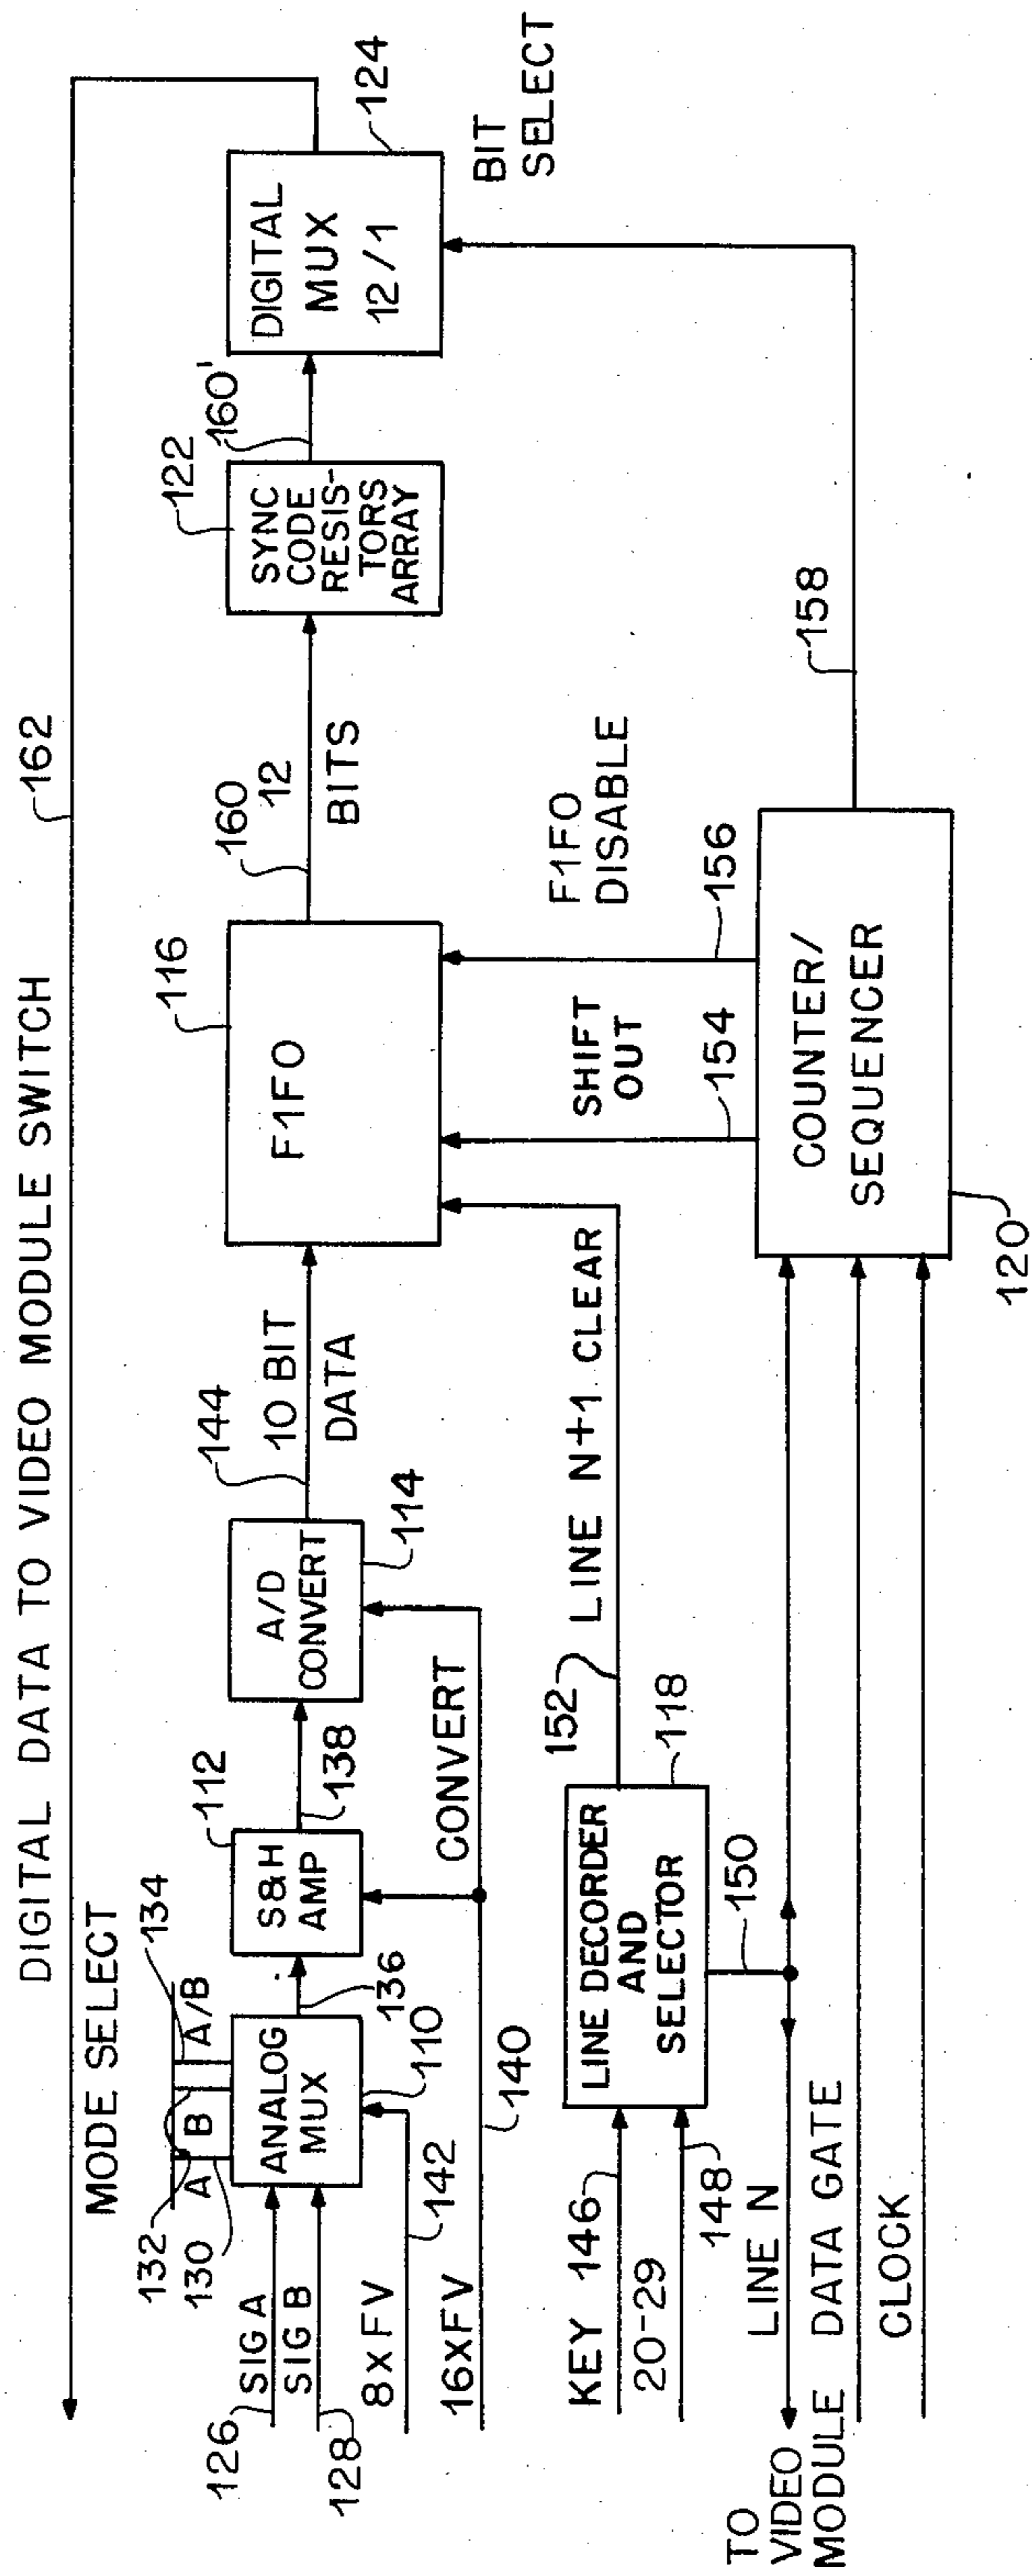 DIGITAL DATA TO VIDEO MODULE SWITCH
162
MODE SELECT
132
130
A
B
A/B
134
126
SIG A
SIG B
128
8XFV
142
16XFV
140
ANALOG
MUX
110
136
112
S&H
AMP
138
CONVERT
A/D
CONVERT
114
144
10 BIT
DATA
116
F1FO
160
12
BITS
122
SYNC
CODE
RESIS-
TORS
ARRAY
160'
DIGITAL
MUX
12/1
124
BIT
SELECT
KEY 146
20-29
148
LINE DECORDER
AND
SELECTOR
118
152
LINE N+1 CLEAR
150
SHIFT
OUT
154
F1FO
DISABLE
156
158
COUNTER/
SEQUENCER
120
LINE N
TO
VIDEO
MODULE
DATA GATE
CLOCK